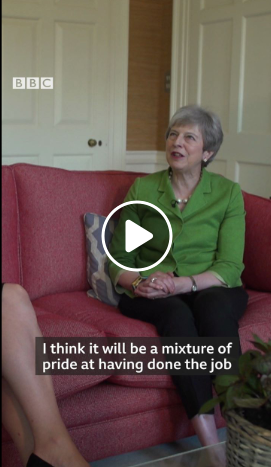 BBC
I think it will be a mixture of
pride at having done the job